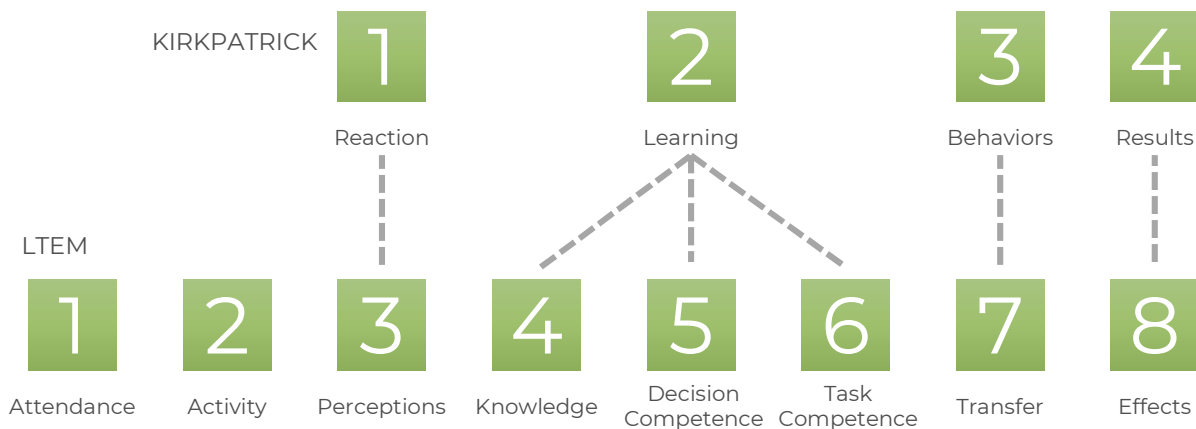 KIRKPATRICK
1 2 3 4
Reaction Learning Behaviors Results
LTEM
1 2 3 4 5 6 7 8
Attendance Activity Perceptions Knowledge Decision Competence Task Competence Transfer Effects